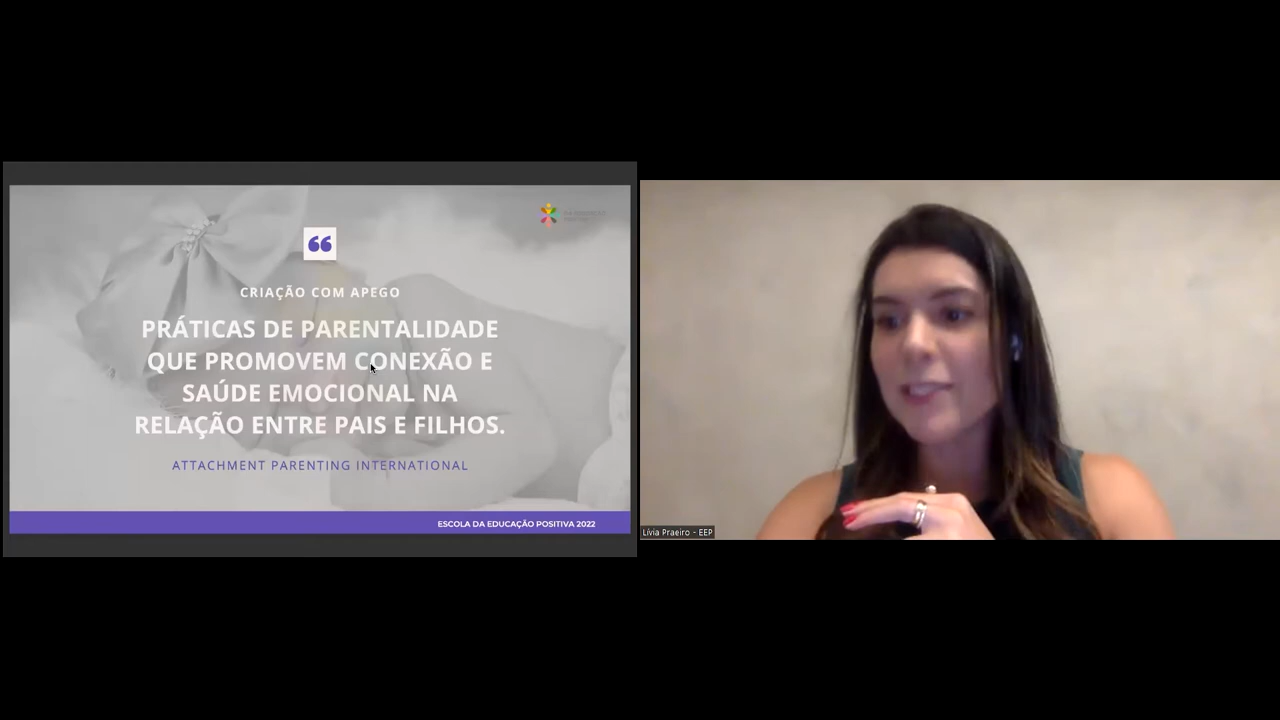 CRIAÇÃO COM APEGO
PRÁTICAS DE PARENTALIDADE
QUE PROMOVEM CONEXÃO E
SAÚDE EMOCIONAL NA
RELAÇÃO ENTRE PAIS E FILHOS.
ATTACHMENT PARENTING INTERNATIONAL
ESCOLA DA EDUCAÇÃO POSITIVA 2022
Lívia Praeiro - EEP